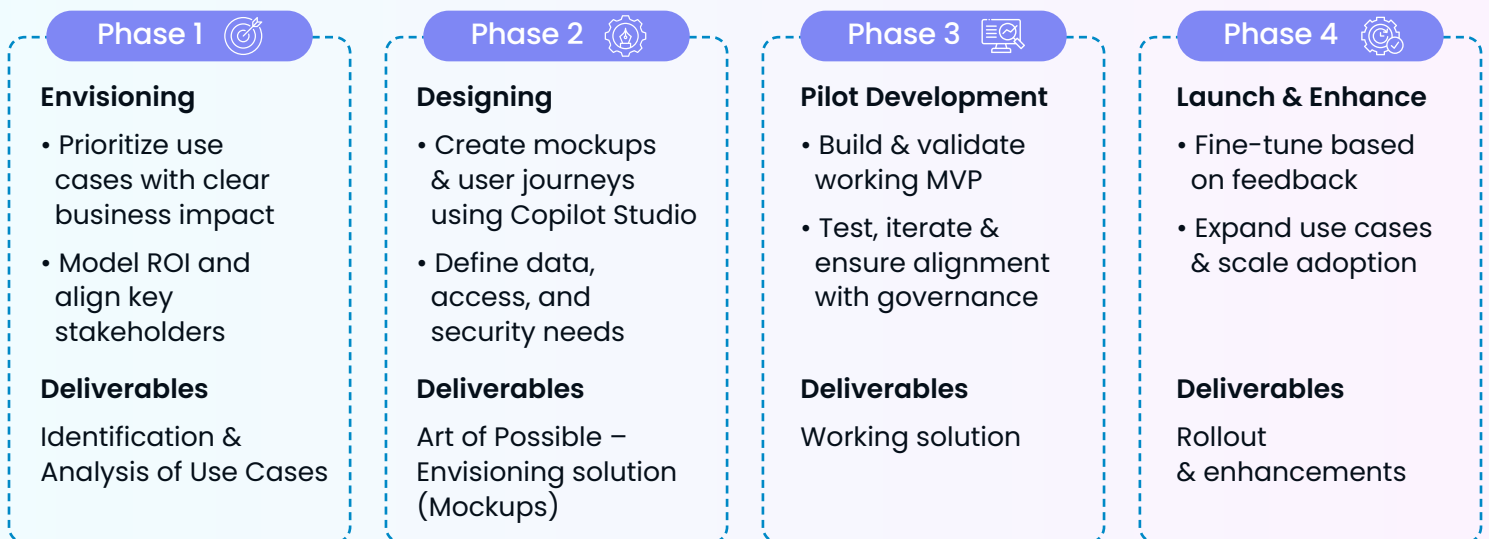 Phase 1
Envisioning
• Prioritize use
cases with clear
business impact
• Model ROI and
align key
stakeholders
Deliverables
Identification &
Analysis of Use Cases
Phase 2
Designing
• Create mockups
& user journeys
using Copilot Studio
• Define data,
access, and
security needs
Deliverables
Art of Possible –
Envisioning solution
(Mockups)
Phase 3
Pilot Development
• Build & validate
working MVP
• Test, iterate &
ensure alignment
with governance
Deliverables
Working solution
Phase 4
Launch & Enhance
• Fine-tune based
on feedback
• Expand use cases
& scale adoption
Deliverables
Rollout
& enhancements